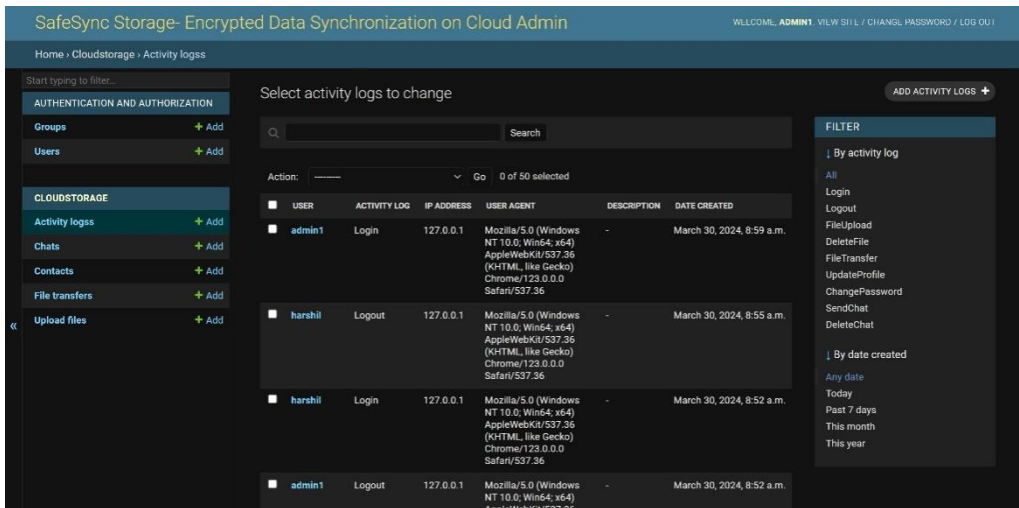 SafeSync Storage- Encrypted Data Synchronization on Cloud Admin
WELCOME, ADMIN1. VIEW SITE / CHANGE PASSWORD / LOG OUT
Home › Cloudstorage › Activity logss
Start typing to filter...
AUTHENTICATION AND AUTHORIZATION
Groups + Add
Users + Add
CLOUDSTORAGE
Activity logss + Add
Chats + Add
Contacts + Add
File transfers + Add
Upload files + Add
«
Select activity logs to change
ADD ACTIVITY LOGS +
Search
Action: --------- Go 0 of 50 selected
USER ACTIVITY LOG IP ADDRESS USER AGENT DESCRIPTION DATE CREATED
admin1 Login 127.0.0.1 Mozilla/5.0 (Windows - March 30, 2024, 8:59 a.m.
NT 10.0; Win64; x64)
AppleWebKit/537.36
(KHTML, like Gecko)
Chrome/123.0.0.0
Safari/537.36
harshil Logout 127.0.0.1 Mozilla/5.0 (Windows - March 30, 2024, 8:55 a.m.
NT 10.0; Win64; x64)
AppleWebKit/537.36
(KHTML, like Gecko)
Chrome/123.0.0.0
Safari/537.36
harshil Login 127.0.0.1 Mozilla/5.0 (Windows - March 30, 2024, 8:52 a.m.
NT 10.0; Win64; x64)
AppleWebKit/537.36
(KHTML, like Gecko)
Chrome/123.0.0.0
Safari/537.36
admin1 Logout 127.0.0.1 Mozilla/5.0 (Windows - March 30, 2024, 8:52 a.m.
NT 10.0; Win64; x64)
FILTER
↓ By activity log
All
Login
Logout
FileUpload
DeleteFile
FileTransfer
UpdateProfile
ChangePassword
SendChat
DeleteChat
↓ By date created
Any date
Today
Past 7 days
This month
This year